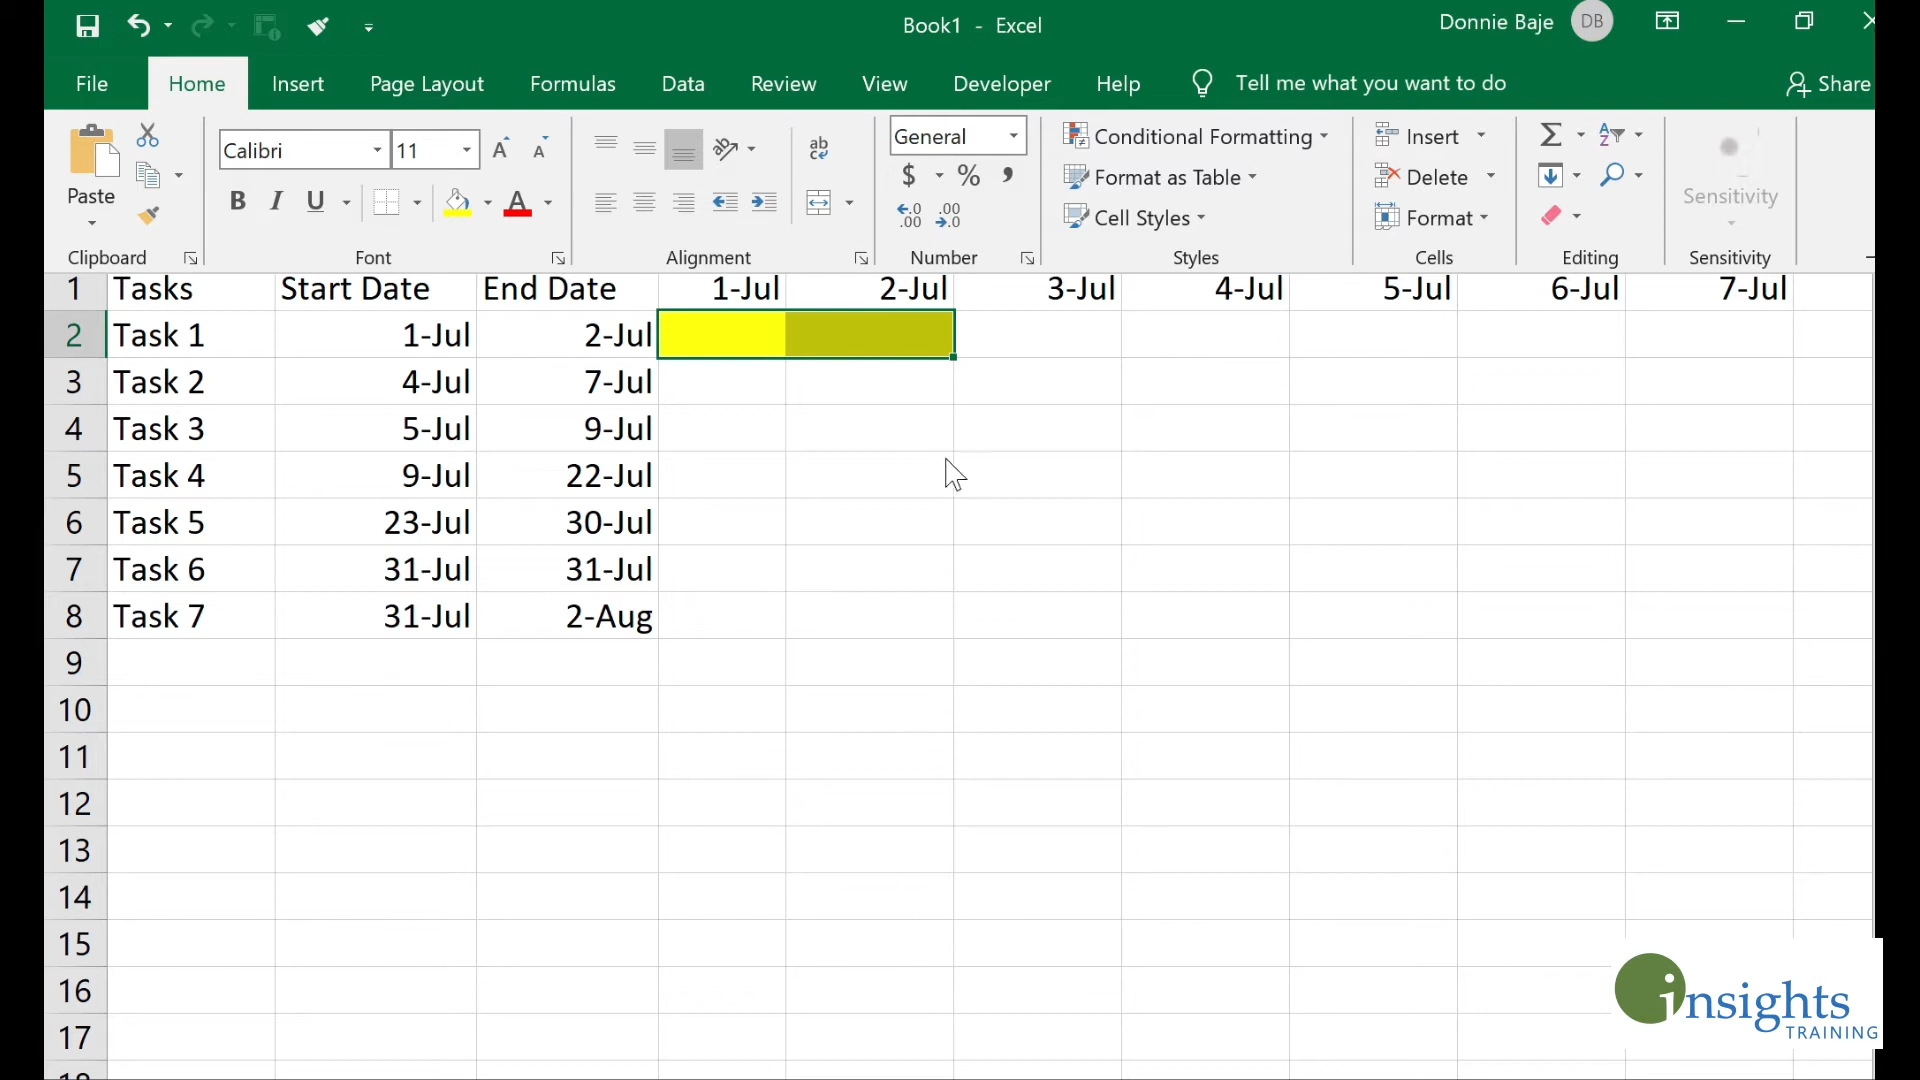 Book1 - Excel
Donnie Baje DB
File Home Insert Page Layout Formulas Data Review View Developer Help Tell me what you want to do Share
Paste
Clipboard
Calibri 11
A A
B I U A
Font
ab
ab
c
Alignment
General
$ % ,
.0 .00
.00 .0
Number
Conditional Formatting
Format as Table
Cell Styles
Styles
Insert
Delete
Format
Cells
Σ A
Z
Editing
Sensitivity
Sensitivity
1 Tasks Start Date End Date 1-Jul 2-Jul 3-Jul 4-Jul 5-Jul 6-Jul 7-Jul
2 Task 1 1-Jul 2-Jul
3 Task 2 4-Jul 7-Jul
4 Task 3 5-Jul 9-Jul
5 Task 4 9-Jul 22-Jul
6 Task 5 23-Jul 30-Jul
7 Task 6 31-Jul 31-Jul
8 Task 7 31-Jul 2-Aug
9
10
11
12
13
14
15
16
17
insights
TRAINING